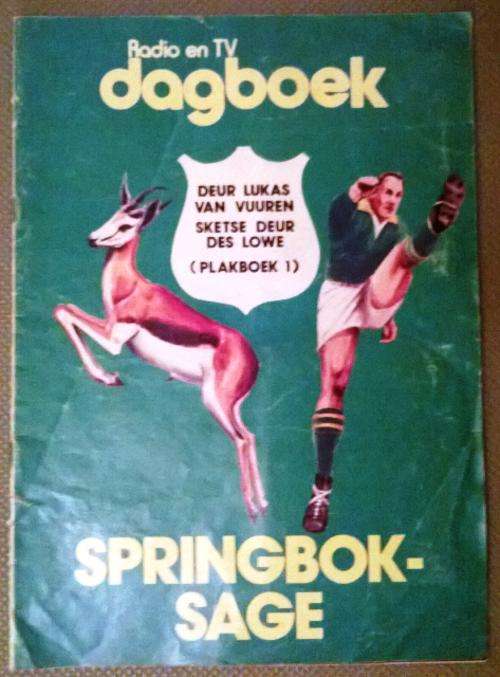 Radio en TV
dagboek
DEUR LUKAS
VAN VUUREN
SKETSE DEUR
DES LOWE
(PLAKBOEK 1)
SPRINGBOK-
SAGE